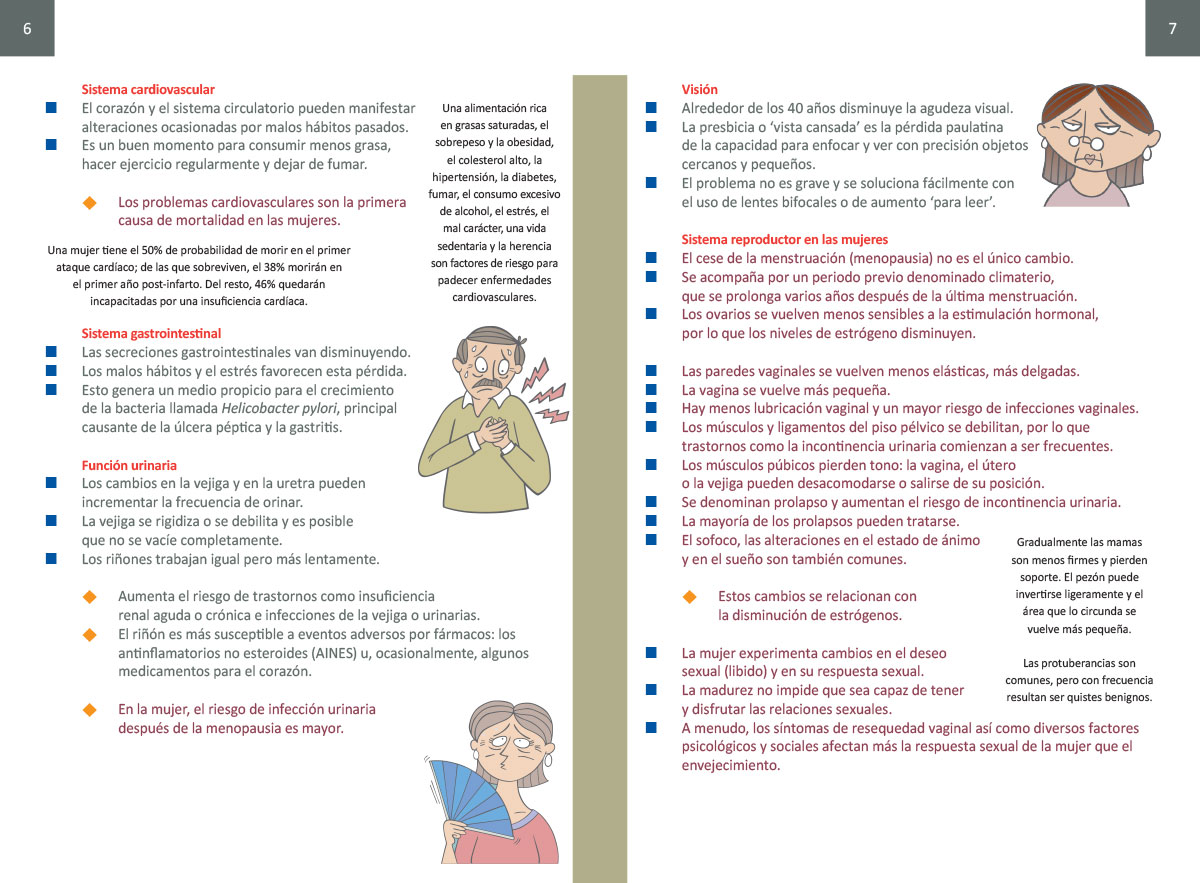 6
Sistema cardiovascular
El corazón y el sistema circulatorio pueden manifestar
alteraciones ocasionadas por malos hábitos pasados.
Es un buen momento para consumir menos grasa,
hacer ejercicio regularmente y dejar de fumar.
Los problemas cardiovasculares son la primera
causa de mortalidad en las mujeres.
Una mujer tiene el 50% de probabilidad de morir en el primer
ataque cardíaco; de las que sobreviven, el 38% morirán en
el primer año post-infarto. Del resto, 46% quedarán
incapacitadas por una insuficiencia cardíaca.
Una alimentación rica
en grasas saturadas, el
sobrepeso y la obesidad,
el colesterol alto, la
hipertensión, la diabetes,
fumar, el consumo excesivo
de alcohol, el estrés, el
mal carácter, una vida
sedentaria y la herencia
son factores de riesgo para
padecer enfermedades
cardiovasculares.
Sistema gastrointestinal
Las secreciones gastrointestinales van disminuyendo.
Los malos hábitos y el estrés favorecen esta pérdida.
Esto genera un medio propicio para el crecimiento
de la bacteria llamada Helicobacter pylori, principal
causante de la úlcera péptica y la gastritis.
Función urinaria
Los cambios en la vejiga y en la uretra pueden
incrementar la frecuencia de orinar.
La vejiga se rigidiza o se debilita y es posible
que no se vacíe completamente.
Los riñones trabajan igual pero más lentamente.
Aumenta el riesgo de trastornos como insuficiencia
renal aguda o crónica e infecciones de la vejiga o urinarias.
El riñón es más susceptible a eventos adversos por fármacos: los
antinflamatorios no esteroides (AINES) u, ocasionalmente, algunos
medicamentos para el corazón.
En la mujer, el riesgo de infección urinaria
después de la menopausia es mayor.
7
Visión
Alrededor de los 40 años disminuye la agudeza visual.
La presbicia o ‘vista cansada’ es la pérdida paulatina
de la capacidad para enfocar y ver con precisión objetos
cercanos y pequeños.
El problema no es grave y se soluciona fácilmente con
el uso de lentes bifocales o de aumento ‘para leer’.
Sistema reproductor en las mujeres
El cese de la menstruación (menopausia) no es el único cambio.
Se acompaña por un periodo previo denominado climaterio,
que se prolonga varios años después de la última menstruación.
Los ovarios se vuelven menos sensibles a la estimulación hormonal,
por lo que los niveles de estrógeno disminuyen.
Las paredes vaginales se vuelven menos elásticas, más delgadas.
La vagina se vuelve más pequeña.
Hay menos lubricación vaginal y un mayor riesgo de infecciones vaginales.
Los músculos y ligamentos del piso pélvico se debilitan, por lo que
trastornos como la incontinencia urinaria comienzan a ser frecuentes.
Los músculos púbicos pierden tono: la vagina, el útero
o la vejiga pueden desacomodarse o salirse de su posición.
Se denominan prolapso y aumentan el riesgo de incontinencia urinaria.
La mayoría de los prolapsos pueden tratarse.
El sofoco, las alteraciones en el estado de ánimo
y en el sueño son también comunes.
Estos cambios se relacionan con
la disminución de estrógenos.
Gradualmente las mamas
son menos firmes y pierden
soporte. El pezón puede
invertirse ligeramente y el
área que lo circunda se
vuelve más pequeña.
Las protuberancias son
comunes, pero con frecuencia
resultan ser quistes benignos.
La mujer experimenta cambios en el deseo
sexual (libido) y en su respuesta sexual.
La madurez no impide que sea capaz de tener
y disfrutar las relaciones sexuales.
A menudo, los síntomas de resequedad vaginal así como diversos factores
psicológicos y sociales afectan más la respuesta sexual de la mujer que el
envejecimiento.